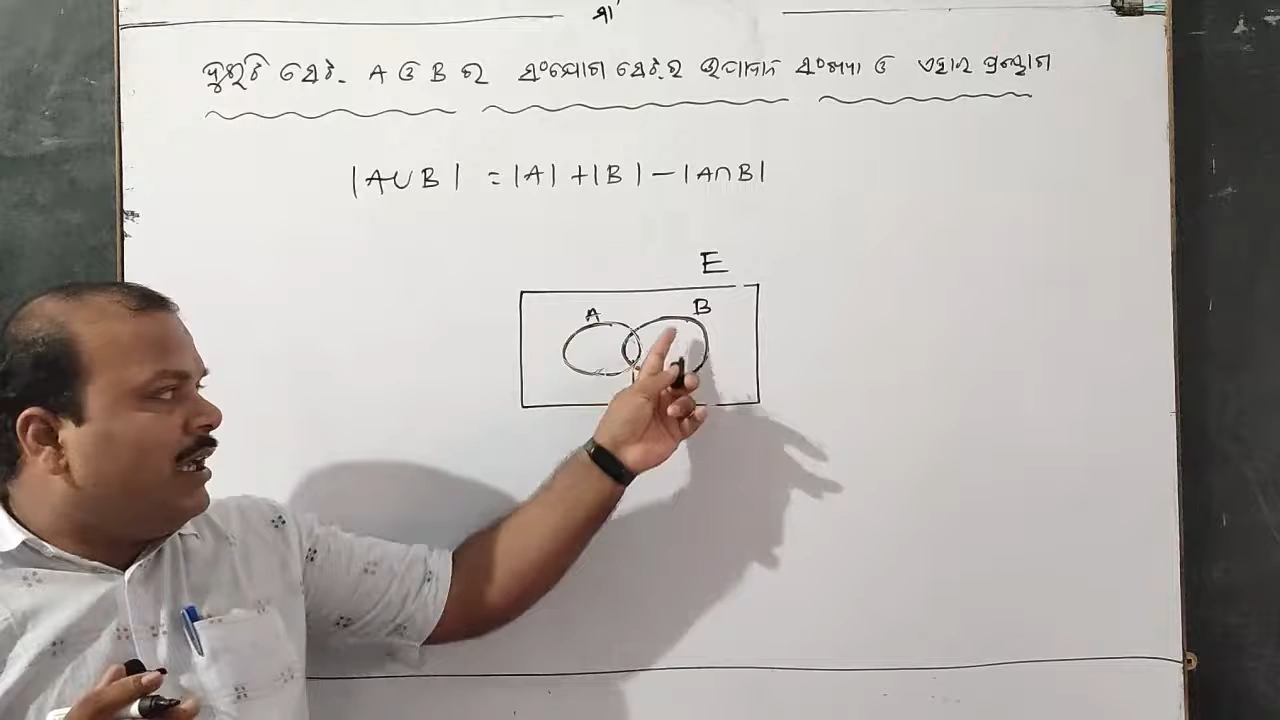 ଶ୍ରୀ
ଦୁଇଟି ସେଟ୍ A ଓ B ର ସଂଯୋଗ ସେଟ୍‌ର ଉପାଦାନ ସଂଖ୍ୟା ଓ ଏହାର ପ୍ରୟୋଗ
|A∪B| = |A| + |B| − |A∩B|
E
A B